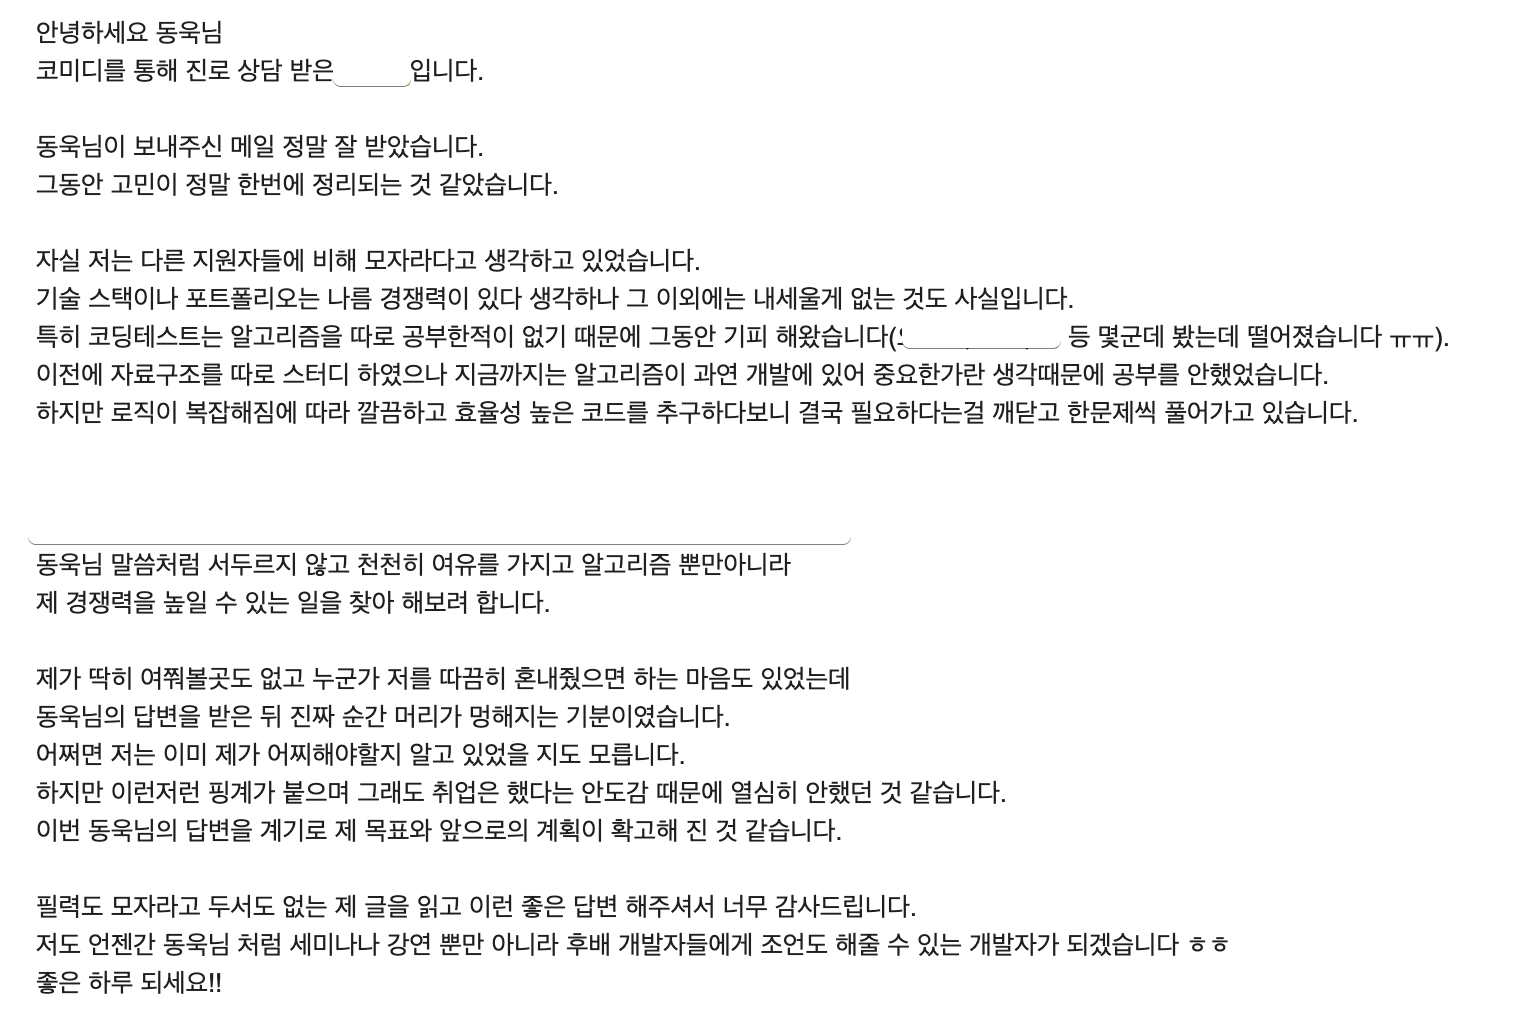 안녕하세요 동욱님
코미디를 통해 진로 상담 받은 입니다.
동욱님이 보내주신 메일 정말 잘 받았습니다.
그동안 고민이 정말 한번에 정리되는 것 같았습니다.
자실 저는 다른 지원자들에 비해 모자라다고 생각하고 있었습니다.
기술 스택이나 포트폴리오는 나름 경쟁력이 있다 생각하나 그 이외에는 내세울게 없는 것도 사실입니다.
특히 코딩테스트는 알고리즘을 따로 공부한적이 없기 때문에 그동안 기피 해왔습니다( 등 몇군데 봤는데 떨어졌습니다 ㅠㅠ).
이전에 자료구조를 따로 스터디 하였으나 지금까지는 알고리즘이 과연 개발에 있어 중요한가란 생각때문에 공부를 안했었습니다.
하지만 로직이 복잡해짐에 따라 깔끔하고 효율성 높은 코드를 추구하다보니 결국 필요하다는걸 깨닫고 한문제씩 풀어가고 있습니다.
동욱님 말씀처럼 서두르지 않고 천천히 여유를 가지고 알고리즘 뿐만아니라
제 경쟁력을 높일 수 있는 일을 찾아 해보려 합니다.
제가 딱히 여쭤볼곳도 없고 누군가 저를 따끔히 혼내줬으면 하는 마음도 있었는데
동욱님의 답변을 받은 뒤 진짜 순간 머리가 멍해지는 기분이였습니다.
어쩌면 저는 이미 제가 어찌해야할지 알고 있었을 지도 모릅니다.
하지만 이런저런 핑계가 붙으며 그래도 취업은 했다는 안도감 때문에 열심히 안했던 것 같습니다.
이번 동욱님의 답변을 계기로 제 목표와 앞으로의 계획이 확고해 진 것 같습니다.
필력도 모자라고 두서도 없는 제 글을 읽고 이런 좋은 답변 해주셔서 너무 감사드립니다.
저도 언젠간 동욱님 처럼 세미나나 강연 뿐만 아니라 후배 개발자들에게 조언도 해줄 수 있는 개발자가 되겠습니다 ㅎㅎ
좋은 하루 되세요!!